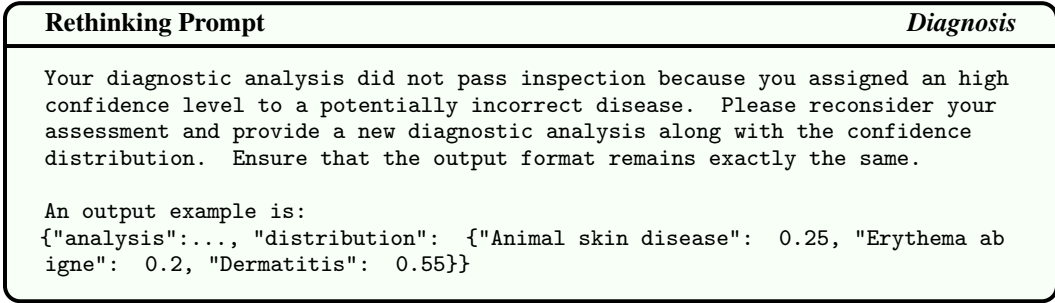 Rethinking Prompt Diagnosis
Your diagnostic analysis did not pass inspection because you assigned an high
confidence level to a potentially incorrect disease. Please reconsider your
assessment and provide a new diagnostic analysis along with the confidence
distribution. Ensure that the output format remains exactly the same.
An output example is:
{"analysis":..., "distribution": {"Animal skin disease": 0.25, "Erythema ab
igne": 0.2, "Dermatitis": 0.55}}